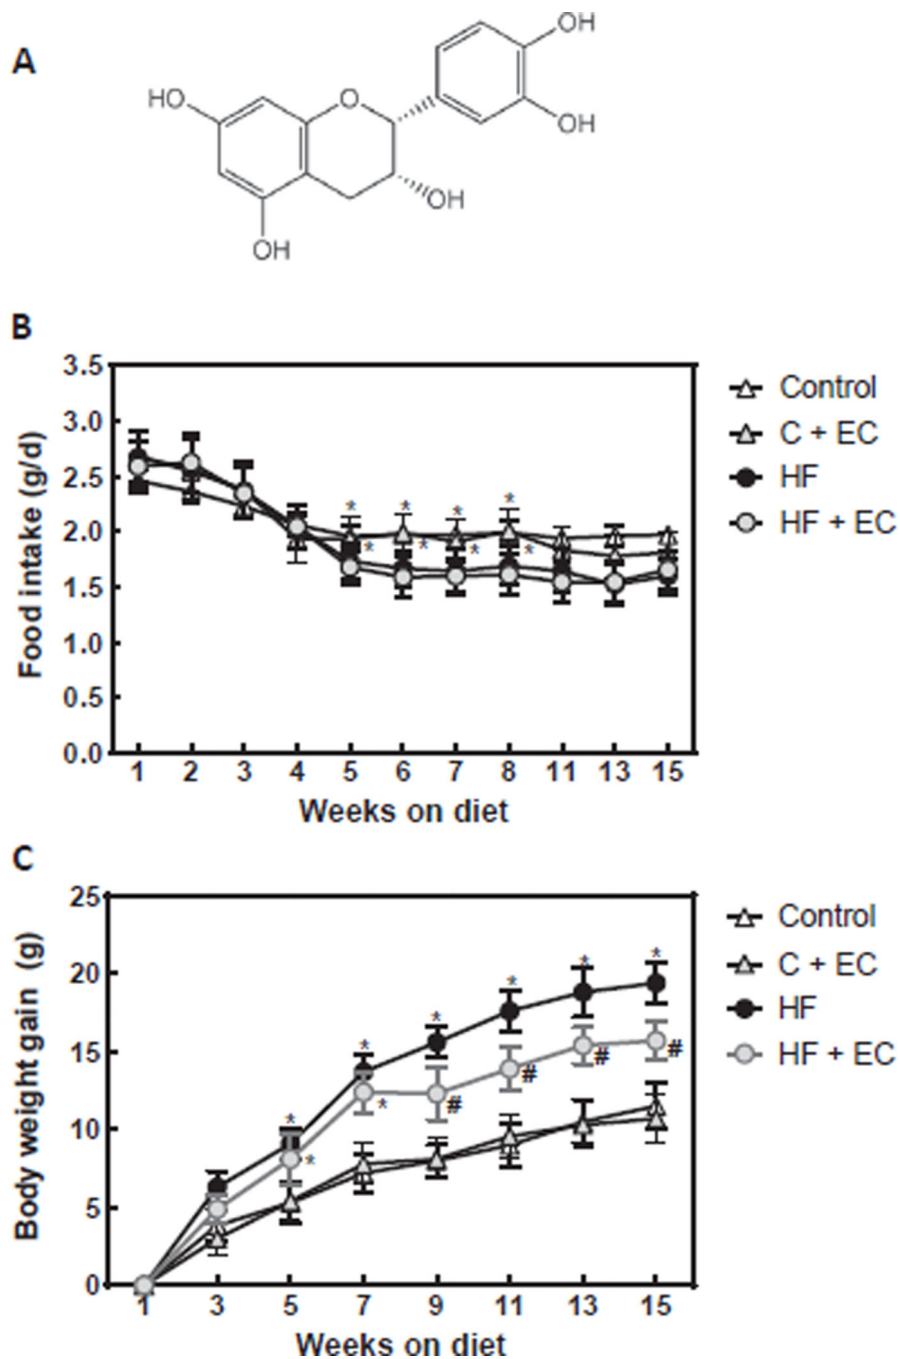 A
OH
HO
O
OH
OH
OH
B
3.5
3.0
2.5
2.0
1.5
1.0
0.5
0.0
Food intake (g/d)
* * * *
* * * *
1 2 3 4 5 6 7 8 11 13 15
Weeks on diet
Control
C + EC
HF
HF + EC
C
25
20
15
10
5
0
Body weight gain (g)
* * * * * *
* * # # # #
1 3 5 7 9 11 13 15
Weeks on diet
Control
C + EC
HF
HF + EC